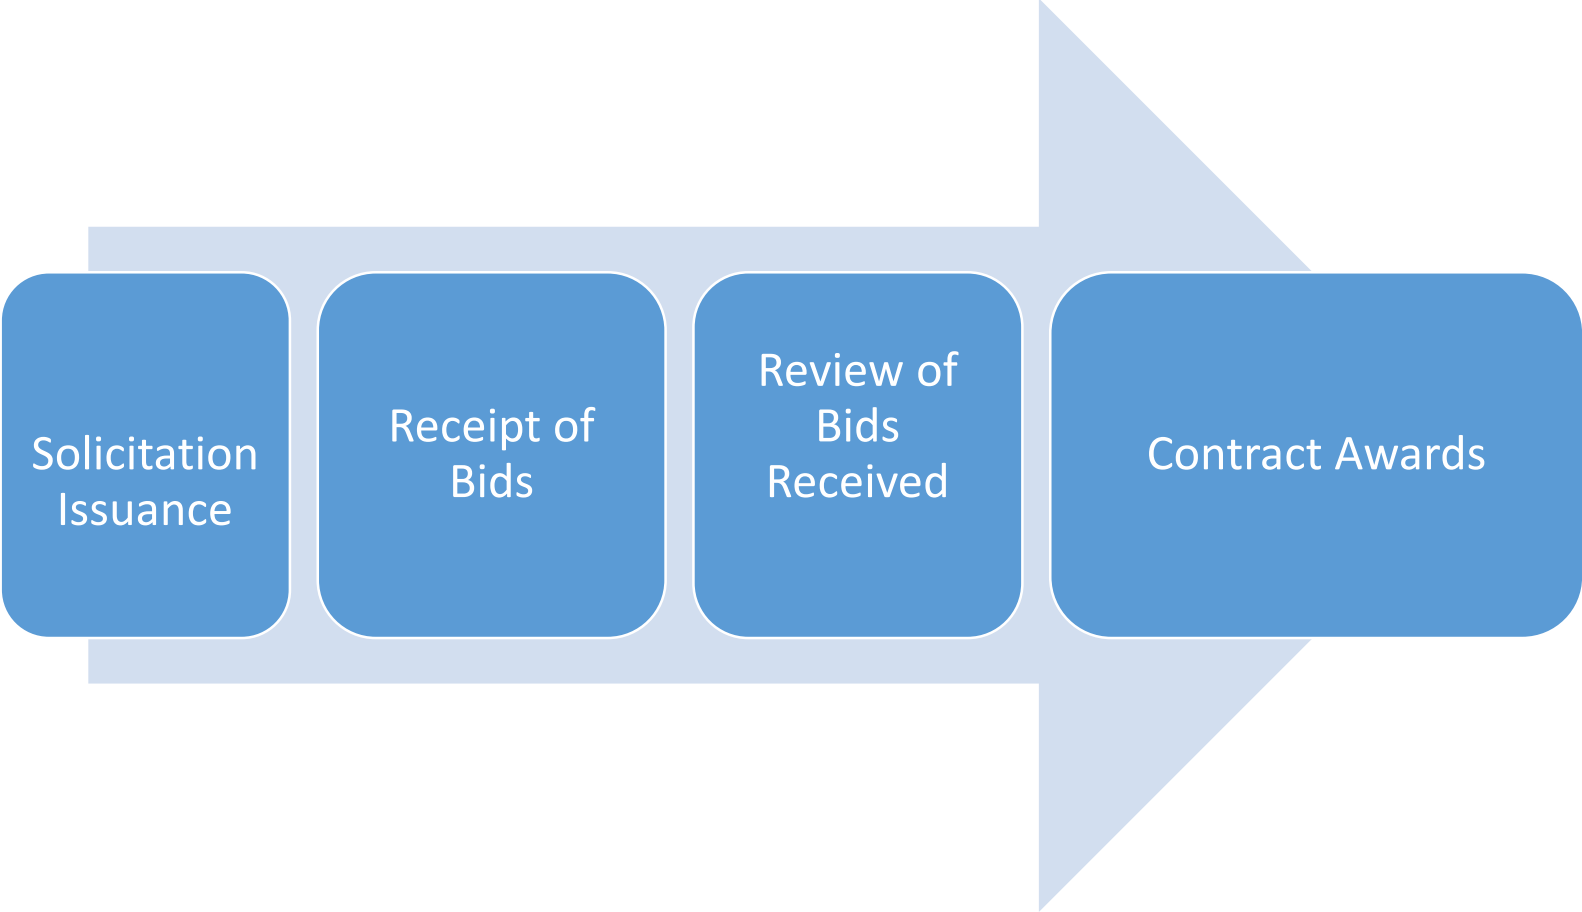 Solicitation
Issuance
Receipt of
Bids
Review of
Bids
Received
Contract Awards